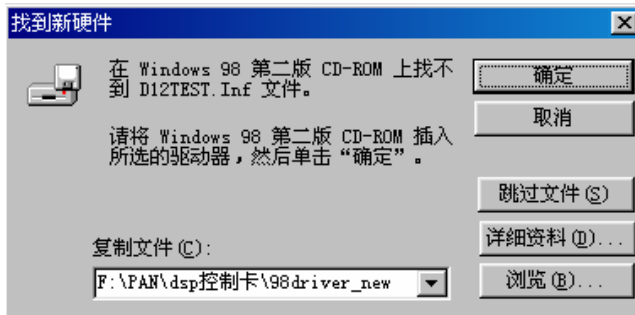 找到新硬件
在 Windows 98 第二版 CD-ROM 上找不
到 D12TEST.Inf 文件。
请将 Windows 98 第二版 CD-ROM 插入
所选的驱动器，然后单击“确定”。
确定
取消
跳过文件(S)
详细资料(D)...
浏览(B)...
复制文件(C):
F:\PAN\dsp控制卡\98driver_new